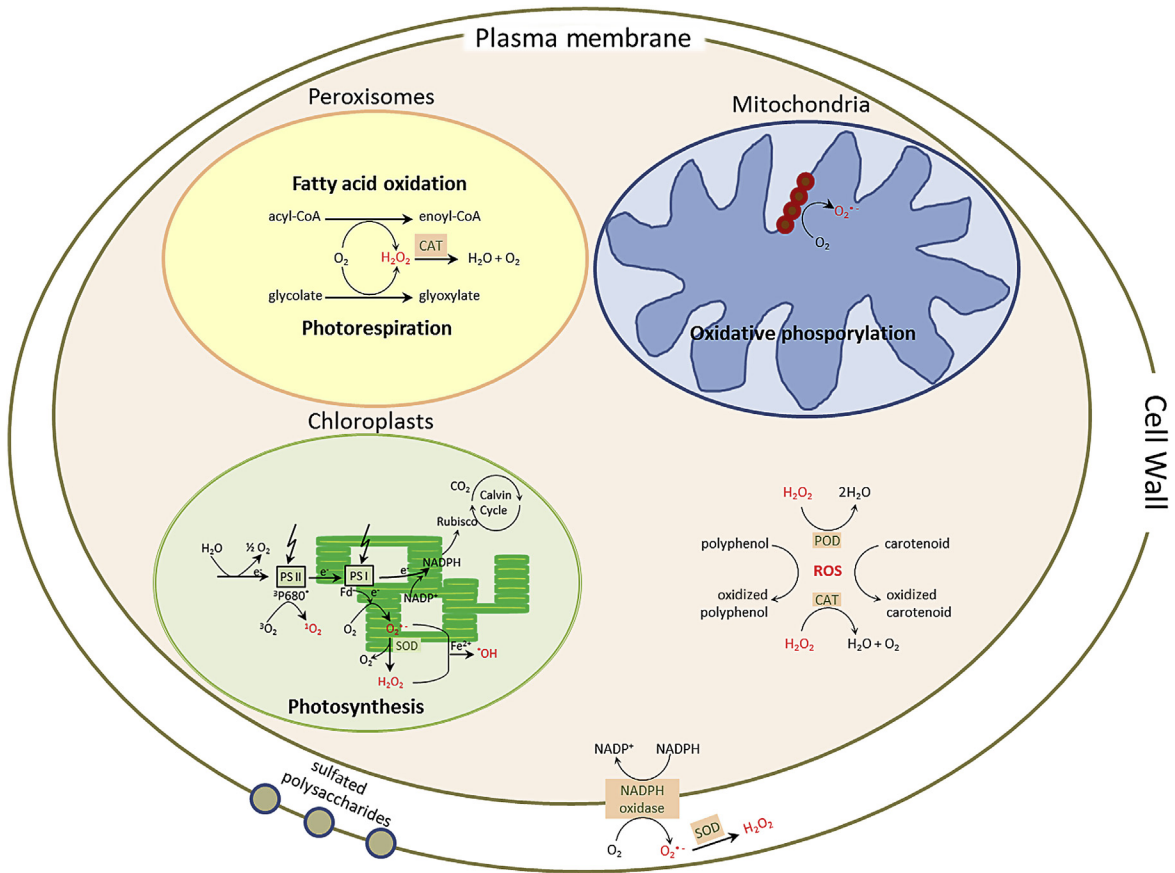 Plasma membrane
Peroxisomes
Mitochondria
Fatty acid oxidation
acyl-CoA
enoyl-CoA
O₂
H₂O₂
CAT
H₂O + O₂
glycolate
glyoxylate
Photorespiration
O₂•-
O₂
Oxidative phosporylation
Cell Wall
Chloroplasts
CO₂
Calvin
Cycle
Rubisco
H₂O
½ O₂
e-
PS II
e-
PS I
e-
NADPH
³P680*
Fd
e-
NADP⁺
³O₂
¹O₂
O₂
O₂•-
O₂
SOD
Fe²⁺
•OH
H₂O₂
Photosynthesis
H₂O₂
2H₂O
POD
polyphenol
carotenoid
ROS
oxidized
polyphenol
CAT
oxidized
carotenoid
H₂O₂
H₂O + O₂
sulfated
polysaccharides
NADP⁺
NADPH
NADPH
oxidase
O₂
O₂•-
SOD
H₂O₂